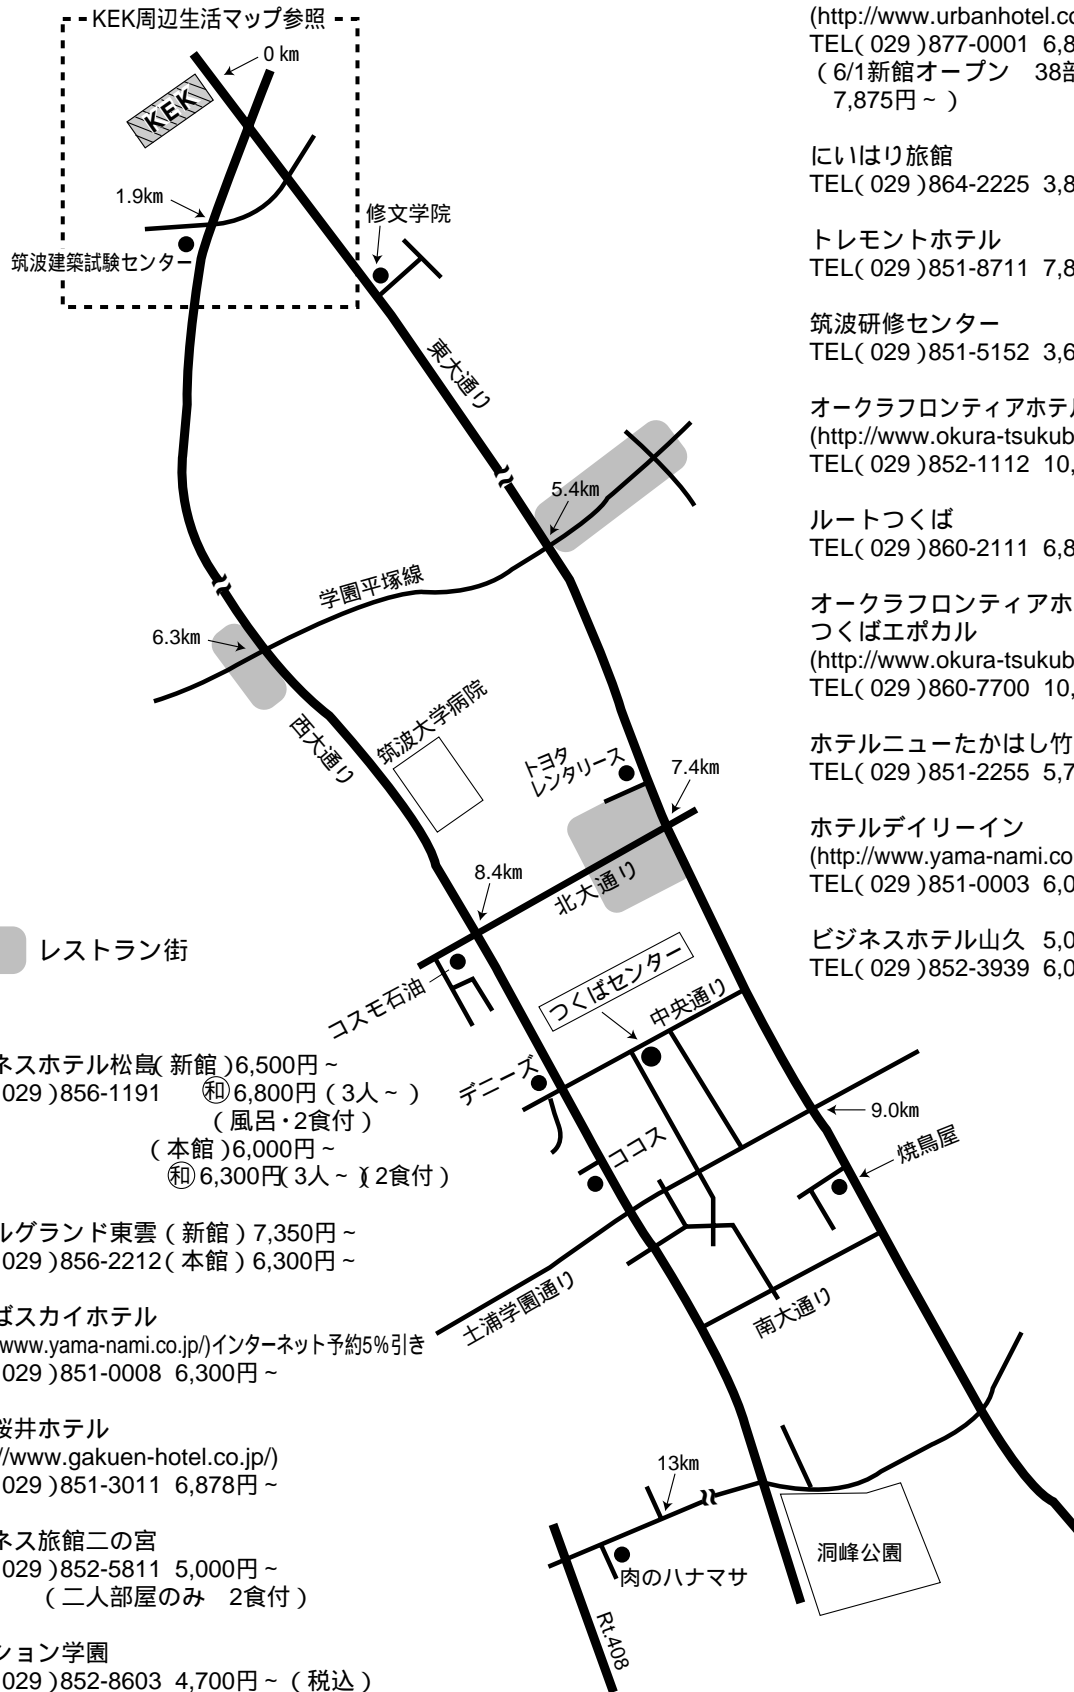 KEK周辺生活マップ参照
0 km
KEK
1.9km
筑波建築試験センター
修文学院
東大通り
5.4km
学園平塚線
6.3km
西大通り
筑波大学病院
トヨタ
レンタリース
7.4km
8.4km
北大通り
レストラン街
コスモ石油
つくばセンター
中央通り
デニーズ
9.0km
ココス
焼鳥屋
土浦学園通り
南大通り
13km
洞峰公園
肉のハナマサ
Rt.408
(http://www.urbanhotel.co
TEL(029)877-0001 6,8
(6/1新館オープン 38部
7,875円~)
にいはり旅館
TEL(029)864-2225 3,8
トレモントホテル
TEL(029)851-8711 7,8
筑波研修センター
TEL(029)851-5152 3,6
オークラフロンティアホテル
(http://www.okura-tsukub
TEL(029)852-1112 10,
ルートつくば
TEL(029)860-2111 6,8
オークラフロンティアホ
つくばエポカル
(http://www.okura-tsukub
TEL(029)860-7700 10,
ホテルニューたかはし竹
TEL(029)851-2255 5,7
ホテルデイリーイン
(http://www.yama-nami.co
TEL(029)851-0003 6,0
ビジネスホテル山久 5,0
TEL(029)852-3939 6,0
ネスホテル松島(新館)6,500円~
029)856-1191 ㊒和6,800円(3人~)
(風呂・2食付)
(本館)6,000円~
和6,300円(3人~)(2食付)
ルグランド東雲(新館)7,350円~
029)856-2212(本館)6,300円~
ばスカイホテル
www.yama-nami.co.jp/)インターネット予約5%引き
029)851-0008 6,300円~
桜井ホテル
//www.gakuen-hotel.co.jp/)
029)851-3011 6,878円~
ネス旅館二の宮
029)852-5811 5,000円~
(二人部屋のみ 2食付)
ション学園
029)852-8603 4,700円~(税込)